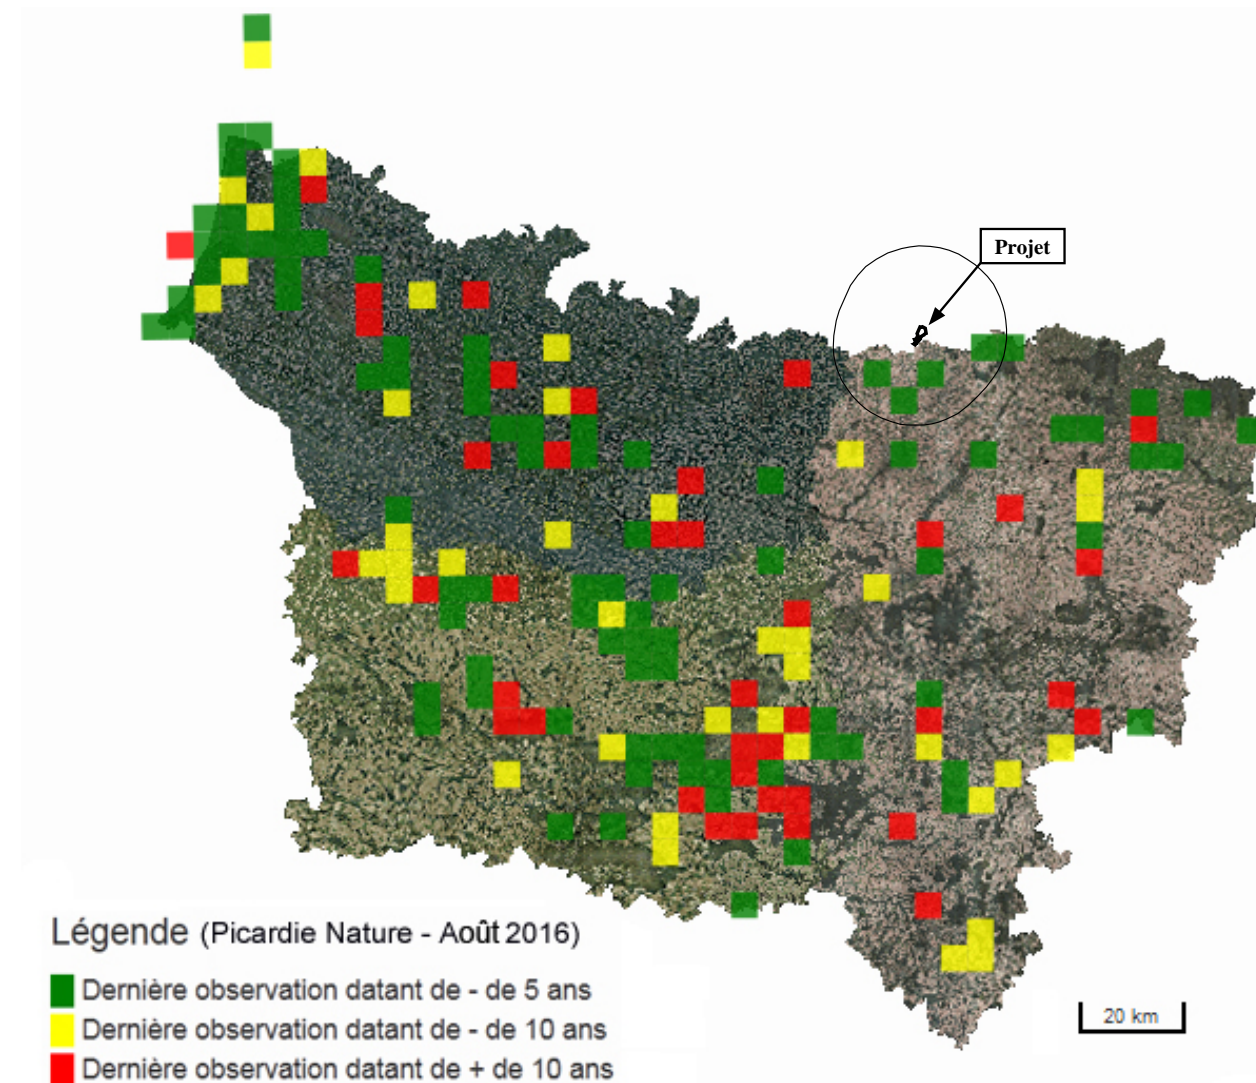 Projet
Légende (Picardie Nature - Août 2016)
Dernière observation datant de - de 5 ans
Dernière observation datant de - de 10 ans
Dernière observation datant de + de 10 ans
20 km